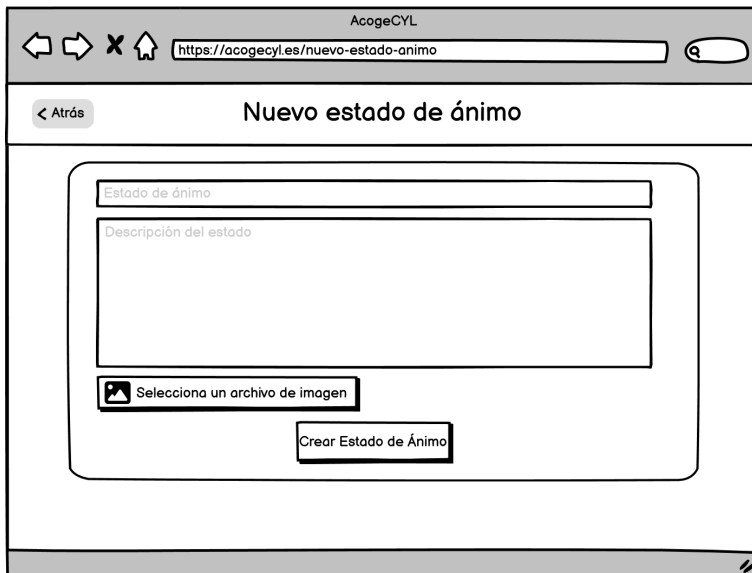 AcogeCYL
https://acogecyl.es/nuevo-estado-animo
Atrás
Nuevo estado de ánimo
Estado de ánimo
Descripción del estado
Selecciona un archivo de imagen
Crear Estado de Ánimo